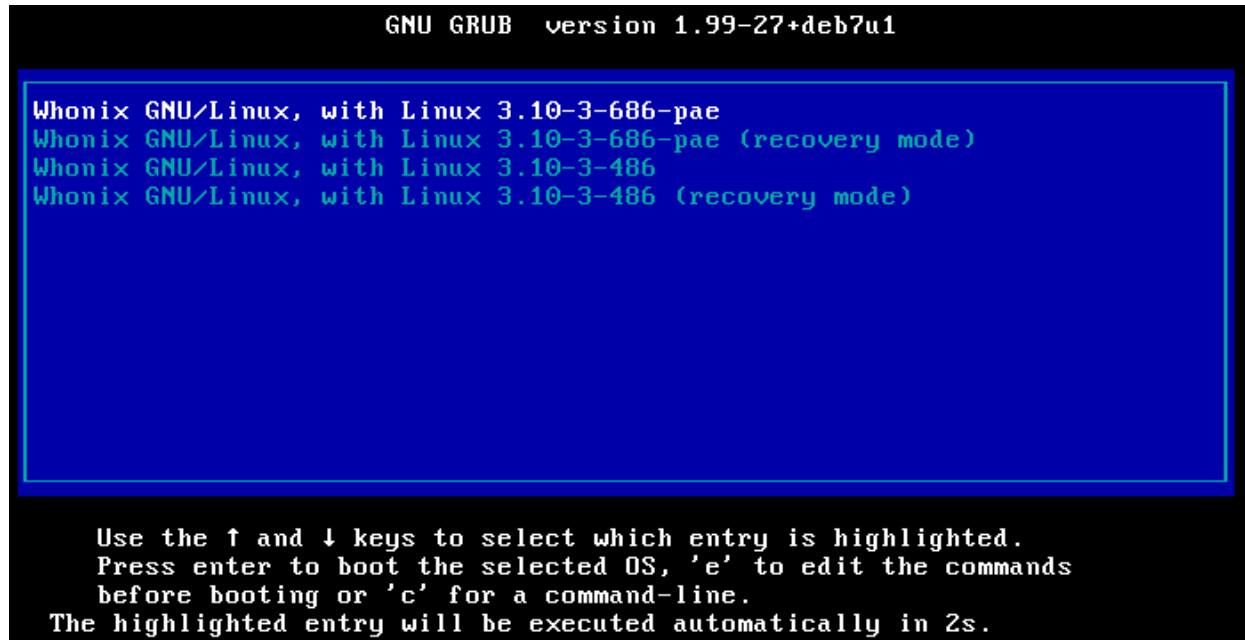 GNU GRUB  version 1.99-27+deb7u1
Whonix GNU/Linux, with Linux 3.10-3-686-pae
Whonix GNU/Linux, with Linux 3.10-3-686-pae (recovery mode)
Whonix GNU/Linux, with Linux 3.10-3-486
Whonix GNU/Linux, with Linux 3.10-3-486 (recovery mode)
Use the ↑ and ↓ keys to select which entry is highlighted.
Press enter to boot the selected OS, 'e' to edit the commands
before booting or 'c' for a command-line.
The highlighted entry will be executed automatically in 2s.